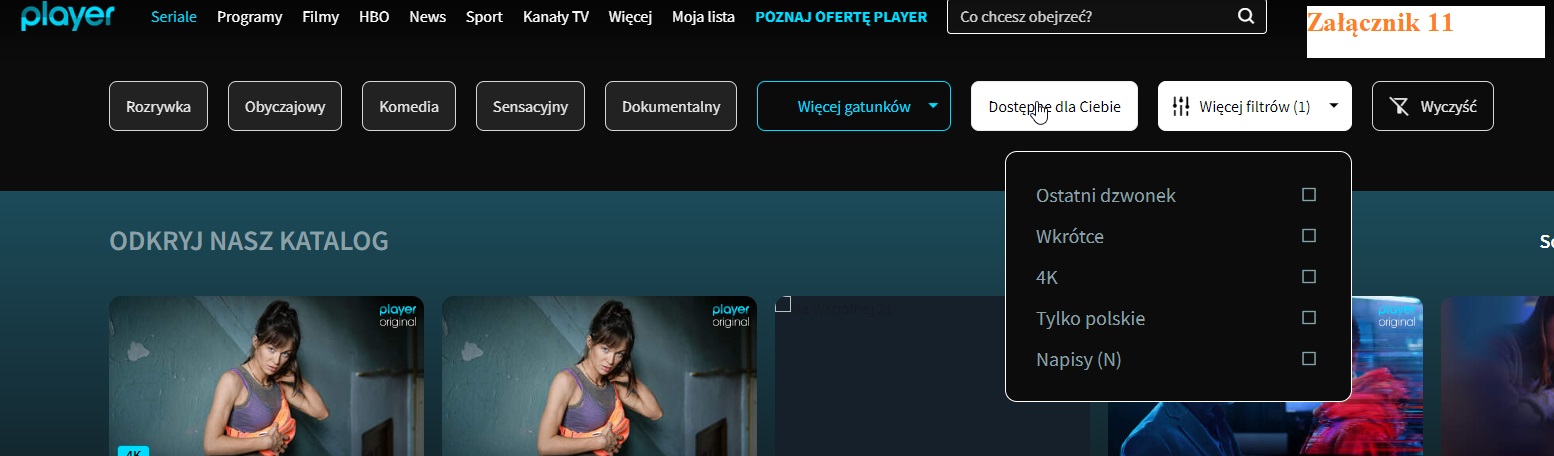 player Seriale Programy Filmy HBO News Sport Kanały TV Więcej Moja lista POZNAJ OFERTĘ PLAYER Co chcesz obejrzeć? Załącznik 11
Rozrywka Obyczajowy Komedia Sensacyjny Dokumentalny Więcej gatunków Dostępne dla Ciebie Więcej filtrów (1) Wyczyść
Ostatni dzwonek
Wkrótce
4K
Tylko polskie
Napisy (N)
ODKRYJ NASZ KATALOG
player
original
player
original
player
original
4K